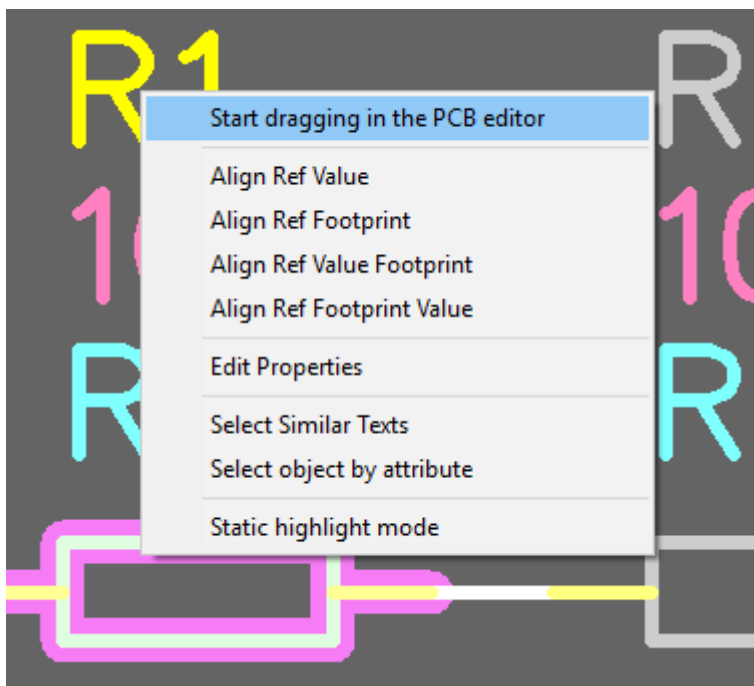 R1
R
Start dragging in the PCB editor
Align Ref Value
10
Align Ref Footprint
Align Ref Value Footprint
Align Ref Footprint Value
R
R
Edit Properties
Select Similar Texts
Select object by attribute
Static highlight mode